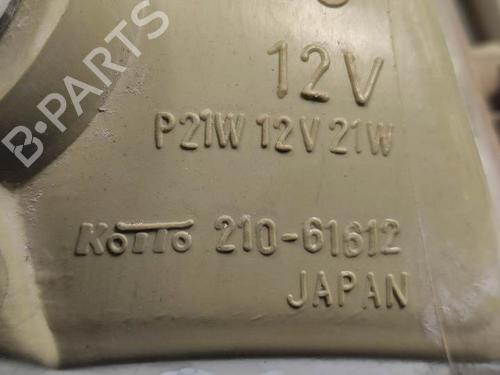 12V
P21W 12V 21W
KoITo 210-61612
JAPAN
B-PARTS